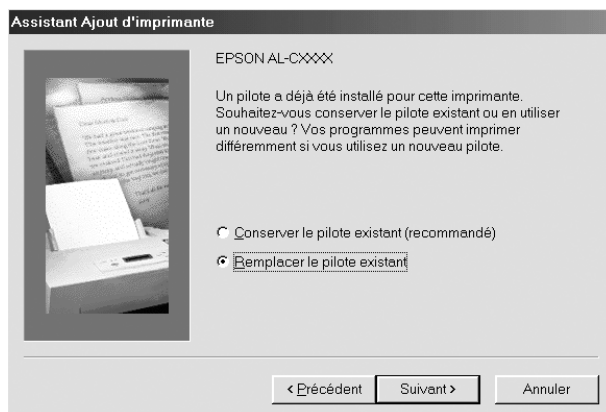 Assistant Ajout d'imprimante
EPSON AL-CXXXX
Un pilote a déjà été installé pour cette imprimante.
Souhaitez-vous conserver le pilote existant ou en utiliser
un nouveau ? Vos programmes peuvent imprimer
différemment si vous utilisez un nouveau pilote.
Conserver le pilote existant (recommandé)
Remplacer le pilote existant
< Précédent
Suivant >
Annuler